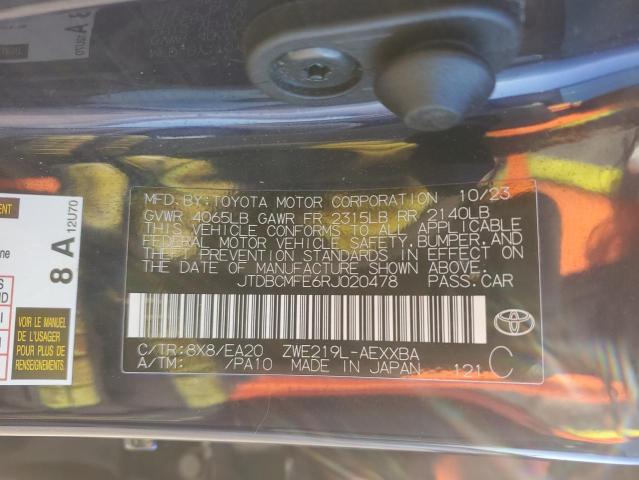 MFD. BY: TOYOTA MOTOR CORPORATION 10/23
GVWR 4065LB GAWR FR 2315LB RR 2140LB
THIS VEHICLE CONFORMS TO ALL APPLICABLE
FEDERAL MOTOR VEHICLE SAFETY, BUMPER, AND
THEFT PREVENTION STANDARDS IN EFFECT ON
THE DATE OF MANUFACTURE SHOWN ABOVE.
JTDBCMFE6RJ020478 PASS. CAR
C/TR: 8X8/EA20 ZWE219L-AEXXBA
A/TM: /PA10 MADE IN JAPAN 121 C
8 A 12U70
VOIR LE MANUEL
DE L'USAGER
POUR PLUS AMPLES
RENSEIGNEMENTS